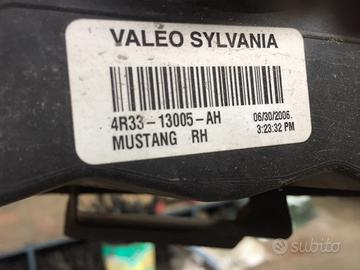 VALEO SYLVANIA
4R33-13005-AH 06/30/2006.
MUSTANG RH 3:23:32 PM
subito